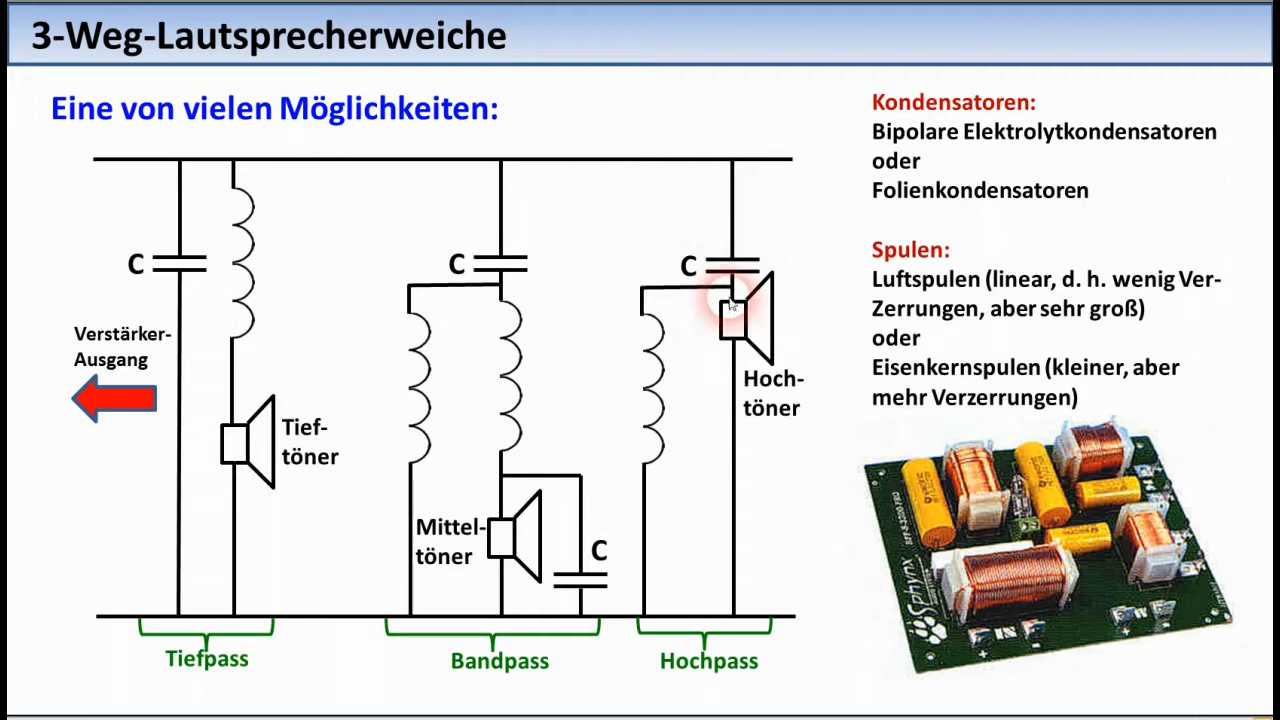 3-Weg-Lautsprecherweiche
Eine von vielen Möglichkeiten:
Kondensatoren:
Bipolare Elektrolytkondensatoren
oder
Folienkondensatoren
Spulen:
Luftspulen (linear, d. h. wenig Ver-
Zerrungen, aber sehr groß)
oder
Eisenkernspulen (kleiner, aber
mehr Verzerrungen)
C
C
C
Verstärker-
Ausgang
Tief-
töner
Hoch-
töner
Mittel-
töner
C
Tiefpass
Bandpass
Hochpass
Sphynx